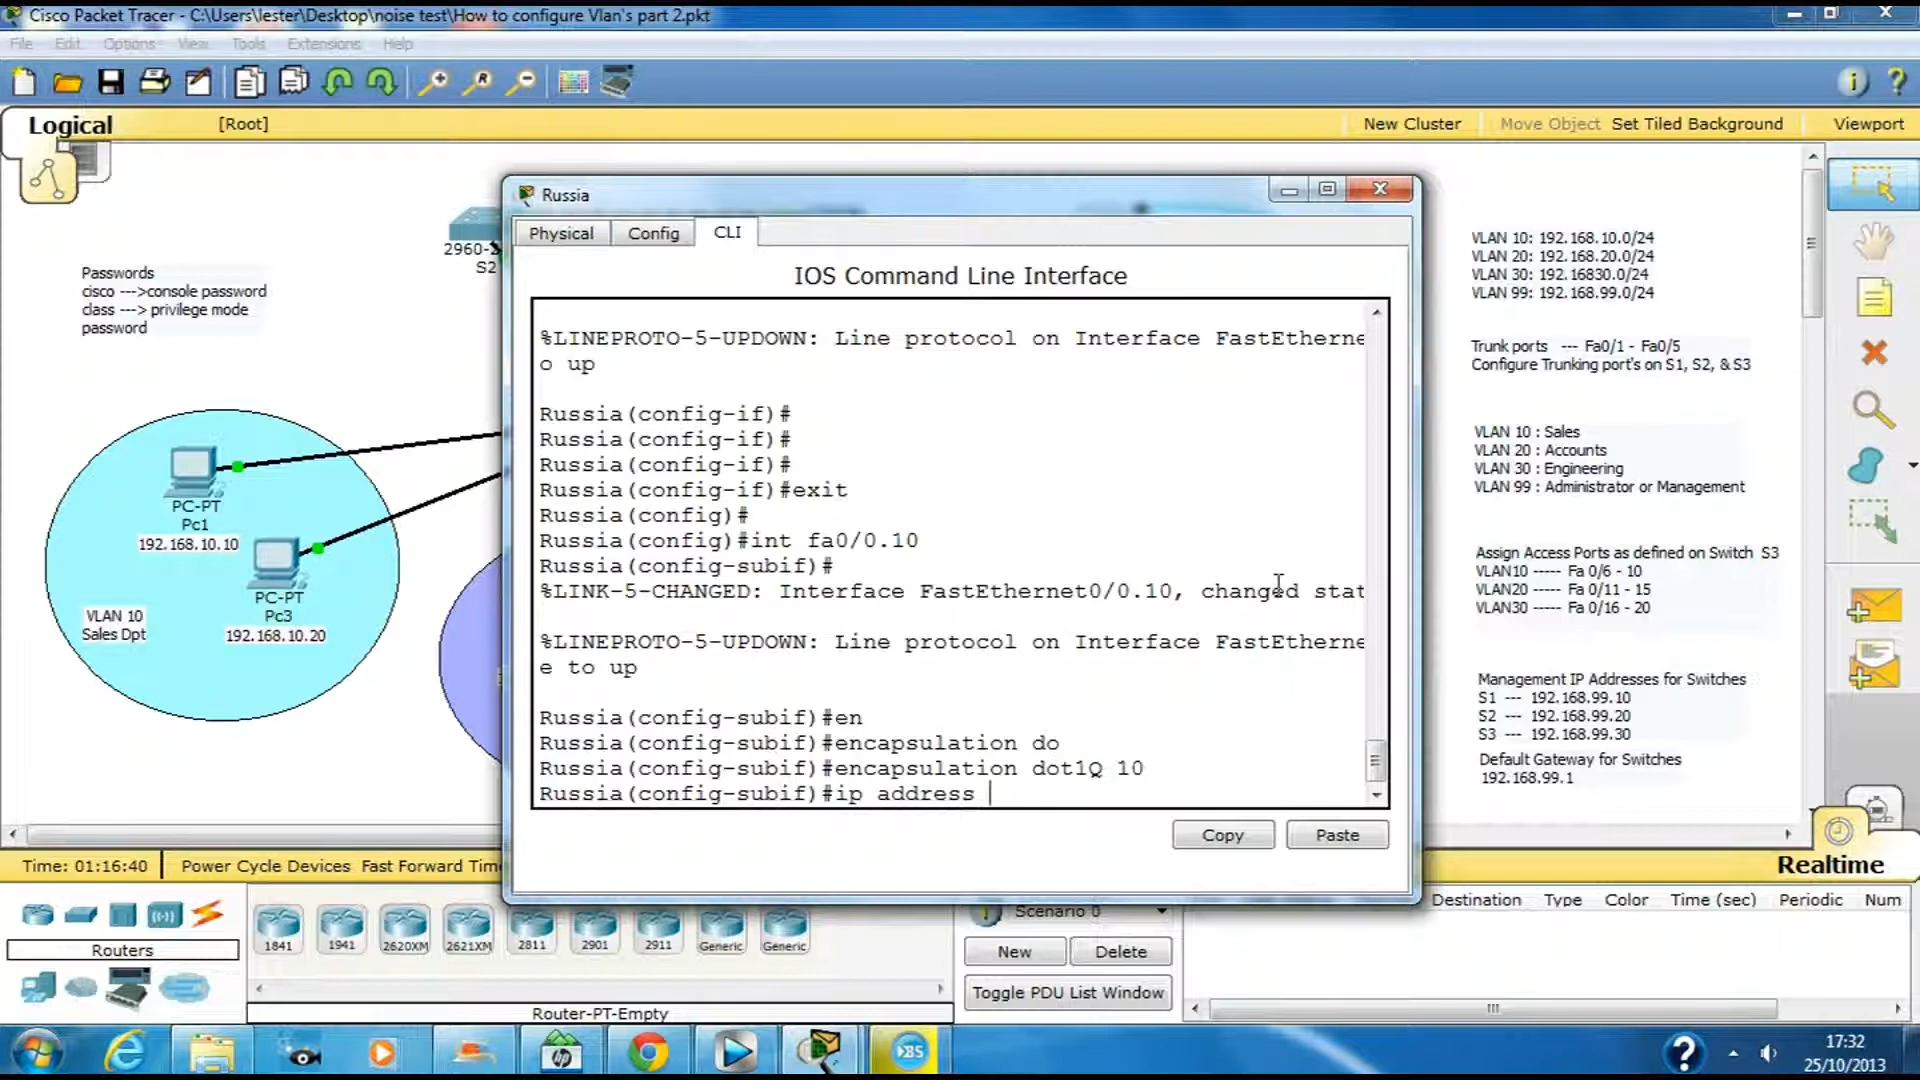 Cisco Packet Tracer - C:\Users\lester\Desktop\noise test\How to configure Vlan's part 2.pkt
File Edit Options View Tools Extensions Help
Logical
[Root]
New Cluster
Move Object
Set Tiled Background
Viewport
Passwords
cisco --->console password
class ---> privilege mode
password
S2
PC-PT
Pc1
192.168.10.10
PC-PT
Pc3
192.168.10.20
VLAN 10
Sales Dpt
Russia
Physical
Config
CLI
IOS Command Line Interface
%LINEPROTO-5-UPDOWN: Line protocol on Interface FastEtherne
o up
Russia(config-if)#
Russia(config-if)#
Russia(config-if)#
Russia(config-if)#exit
Russia(config)#
Russia(config)#int fa0/0.10
Russia(config-subif)#
%LINK-5-CHANGED: Interface FastEthernet0/0.10, changed stat
%LINEPROTO-5-UPDOWN: Line protocol on Interface FastEtherne
e to up
Russia(config-subif)#en
Russia(config-subif)#encapsulation do
Russia(config-subif)#encapsulation dot1Q 10
Russia(config-subif)#ip address
Copy
Paste
VLAN 10: 192.168.10.0/24
VLAN 20: 192.168.20.0/24
VLAN 30: 192.16830.0/24
VLAN 99: 192.168.99.0/24
Trunk ports --- Fa0/1 - Fa0/5
Configure Trunking port's on S1, S2, & S3
VLAN 10 : Sales
VLAN 20 : Accounts
VLAN 30 : Engineering
VLAN 99 : Administrator or Management
Assign Access Ports as defined on Switch S3
VLAN10 ----- Fa 0/6 - 10
VLAN20 ----- Fa 0/11 - 15
VLAN30 ----- Fa 0/16 - 20
Management IP Addresses for Switches
S1 --- 192.168.99.10
S2 --- 192.168.99.20
S3 --- 192.168.99.30
Default Gateway for Switches
192.168.99.1
Time: 01:16:40
Power Cycle Devices
Fast Forward
Realtime
Routers
1841
1941
2620XM
2621XM
2811
2901
2911
Generic
Generic
Router-PT-Empty
Scenario 0
New
Delete
Toggle PDU List Window
Destination
Type
Color
Time (sec)
Periodic
Num
17:32
25/10/2013